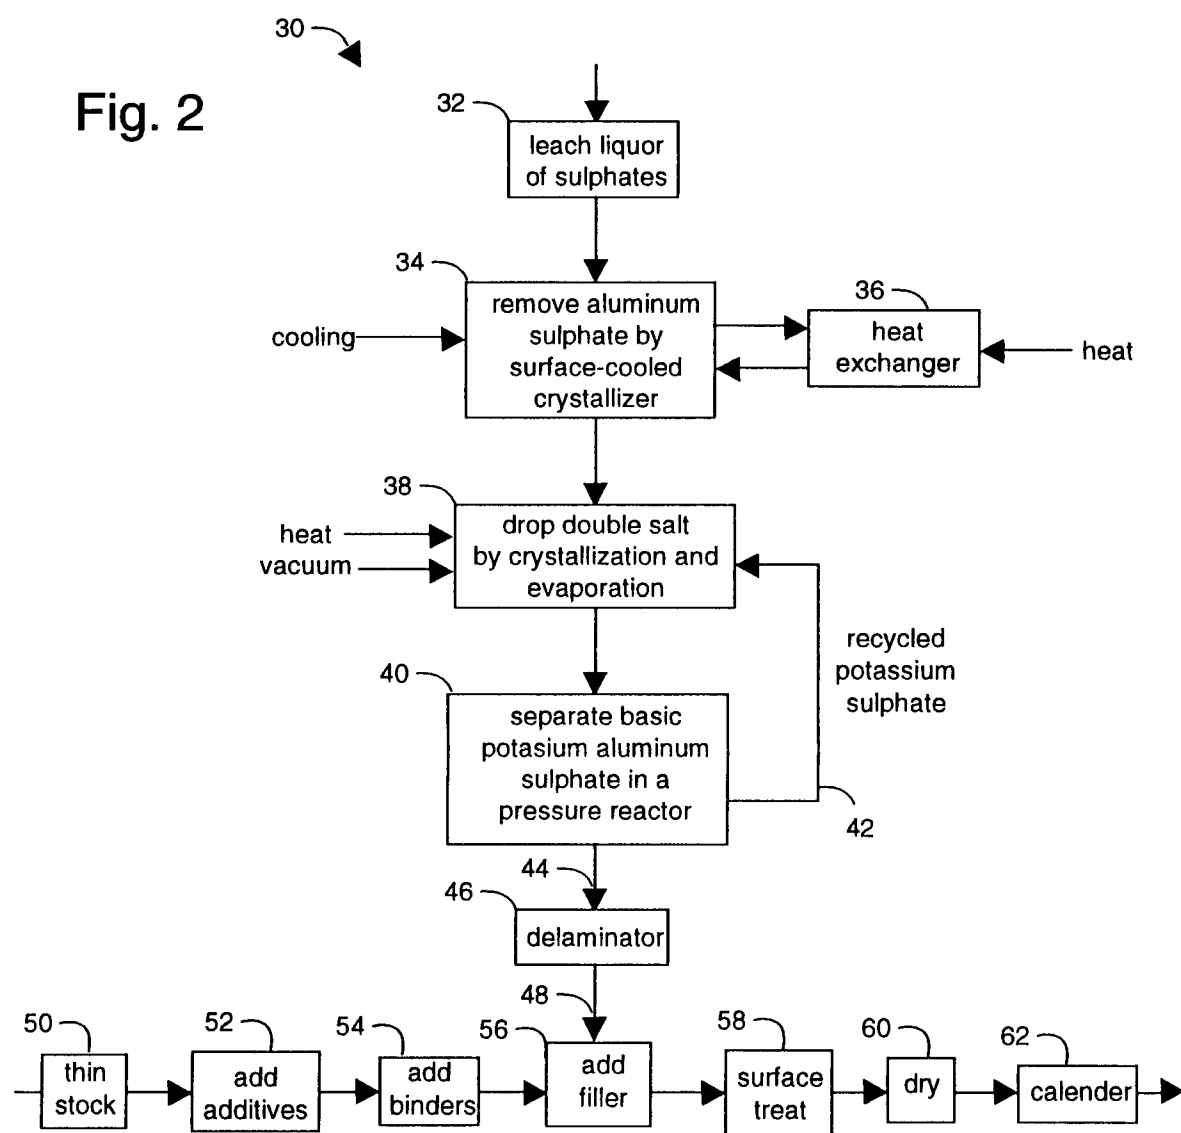 30
Fig. 2
32
leach liquor
of sulphates
34
remove aluminum
sulphate by
surface-cooled
crystallizer
cooling
36
heat
exchanger
heat
38
drop double salt
by crystallization and
evaporation
heat
vacuum
recycled
potassium
sulphate
40
separate basic
potasium aluminum
sulphate in a
pressure reactor
42
44
46
delaminator
48
50
thin
stock
52
add
additives
54
add
binders
56
add
filler
58
surface
treat
60
dry
62
calender